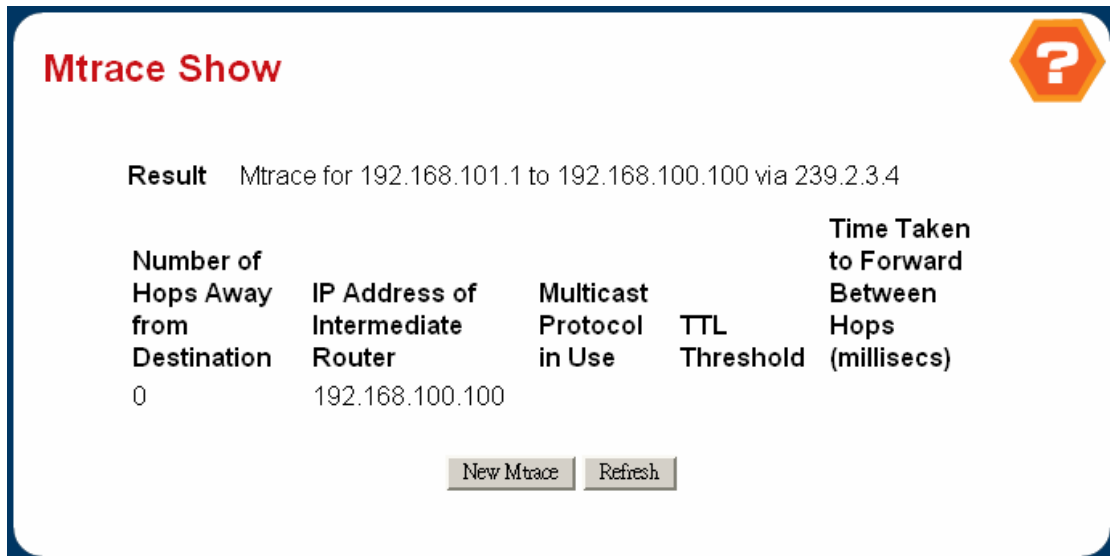 Mtrace Show
?
Result Mtrace for 192.168.101.1 to 192.168.100.100 via 239.2.3.4
Number of Hops Away from Destination
IP Address of Intermediate Router
Multicast Protocol in Use
TTL Threshold
Time Taken to Forward Between Hops (millisecs)
0 192.168.100.100
New Mtrace Refresh